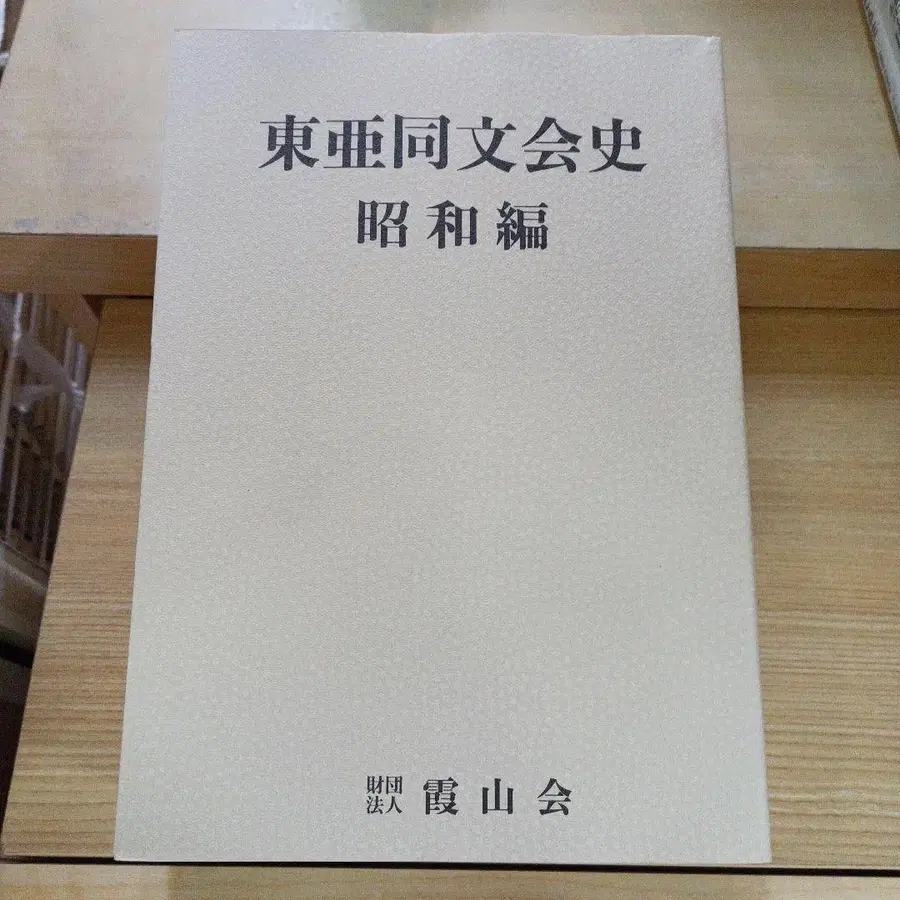 東亜同文会史
昭和編
財団法人 霞山会